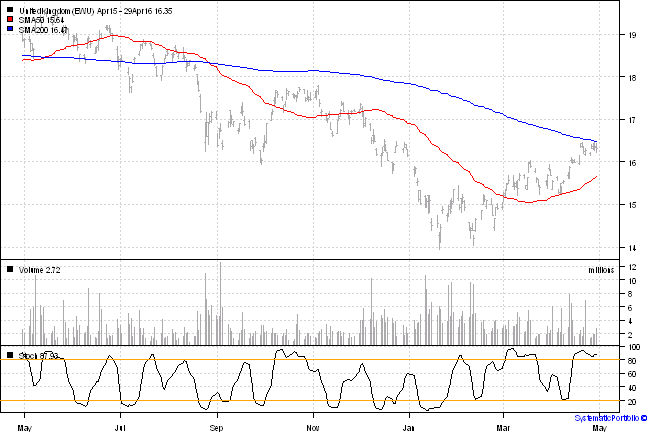 UnitedKingdom (EWU) Apr15 - 29Apr16 16.35
SMA50 15.64
SMA200 16.47
19
18
17
16
15
14
Volume 2.72
millions
12
10
8
6
4
2
Stoch 87.93
100
80
60
40
20
May
Jul
Sep
Nov
Jan
Mar
May
SystematicPortfolio ©